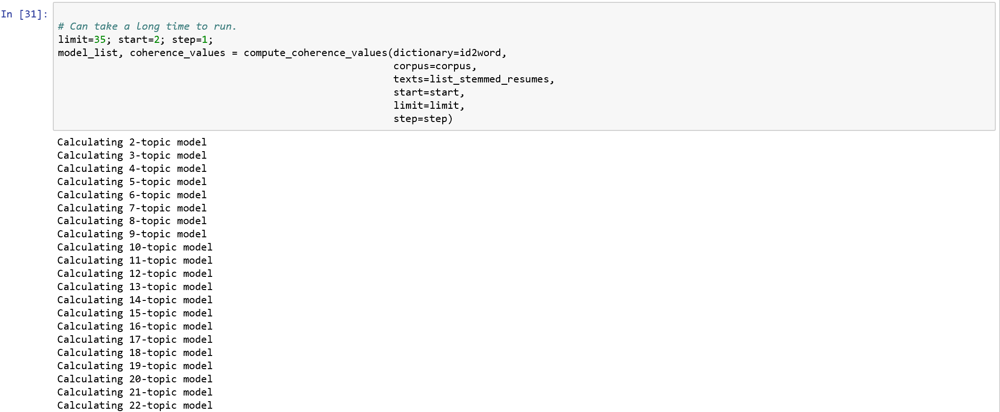 In [31]:
# Can take a long time to run.
limit=35; start=2; step=1;
model_list, coherence_values = compute_coherence_values(dictionary=id2word,
corpus=corpus,
texts=list_stemmed_resumes,
start=start,
limit=limit,
step=step)
Calculating 2-topic model
Calculating 3-topic model
Calculating 4-topic model
Calculating 5-topic model
Calculating 6-topic model
Calculating 7-topic model
Calculating 8-topic model
Calculating 9-topic model
Calculating 10-topic model
Calculating 11-topic model
Calculating 12-topic model
Calculating 13-topic model
Calculating 14-topic model
Calculating 15-topic model
Calculating 16-topic model
Calculating 17-topic model
Calculating 18-topic model
Calculating 19-topic model
Calculating 20-topic model
Calculating 21-topic model
Calculating 22-topic model